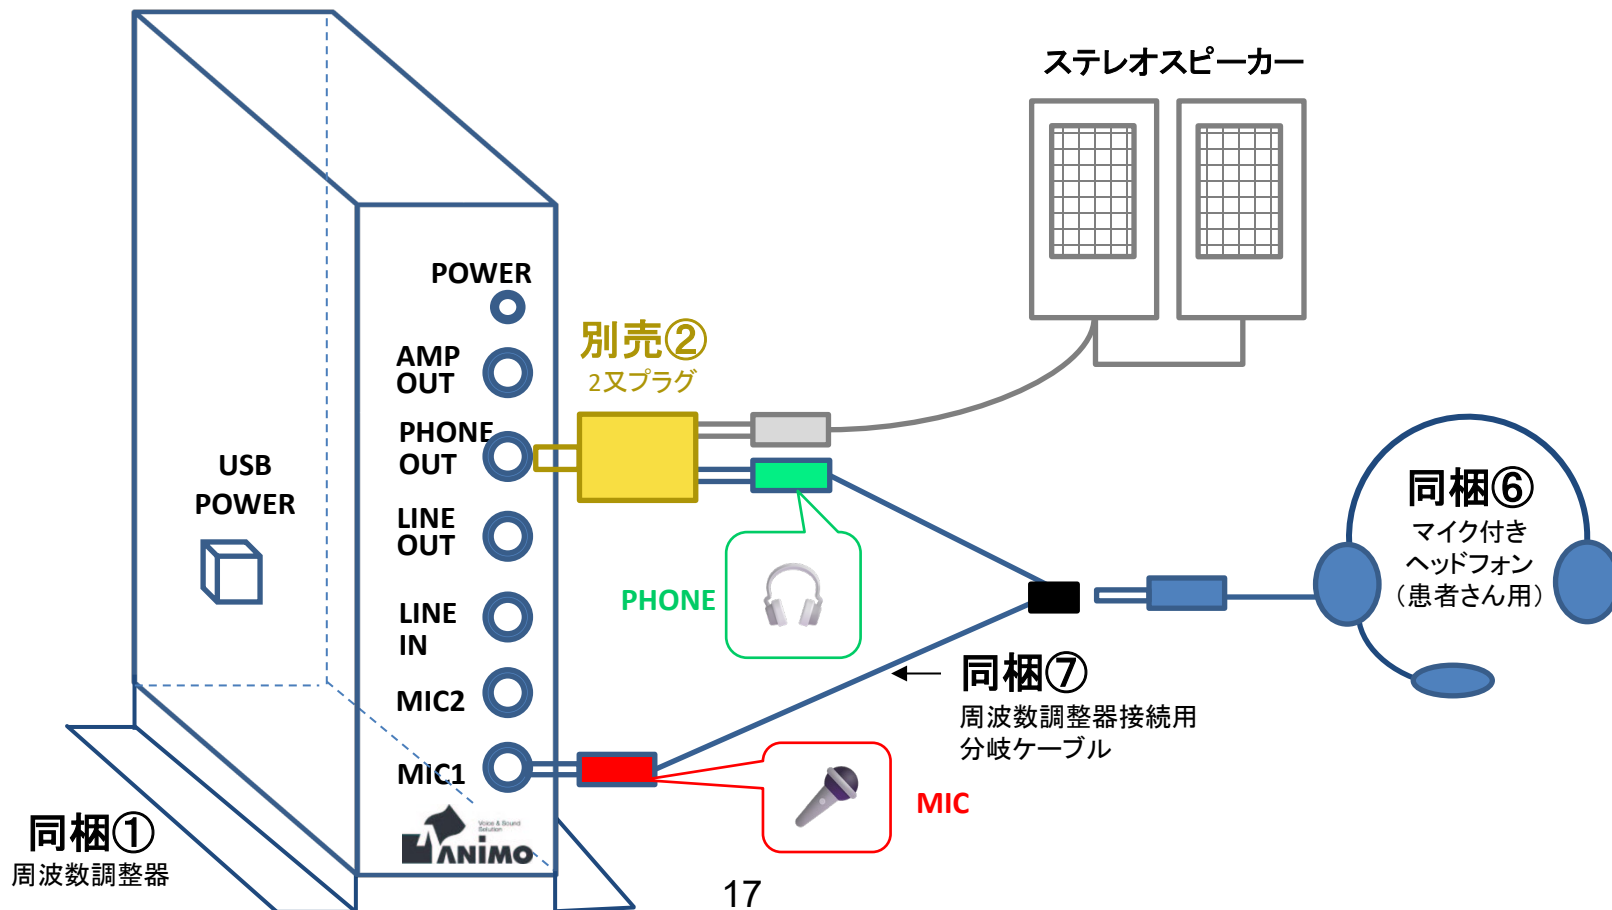 ステレオスピーカー
POWER
AMP
OUT
別売②
2又プラグ
PHONE
OUT
USB
POWER
LINE
OUT
同梱⑥
マイク付き
ヘッドフォン
（患者さん用）
PHONE
LINE
IN
MIC2
同梱⑦
周波数調整器接続用
分岐ケーブル
MIC1
MIC
Voice & Sound
Solution
ANIMO
同梱①
周波数調整器
17